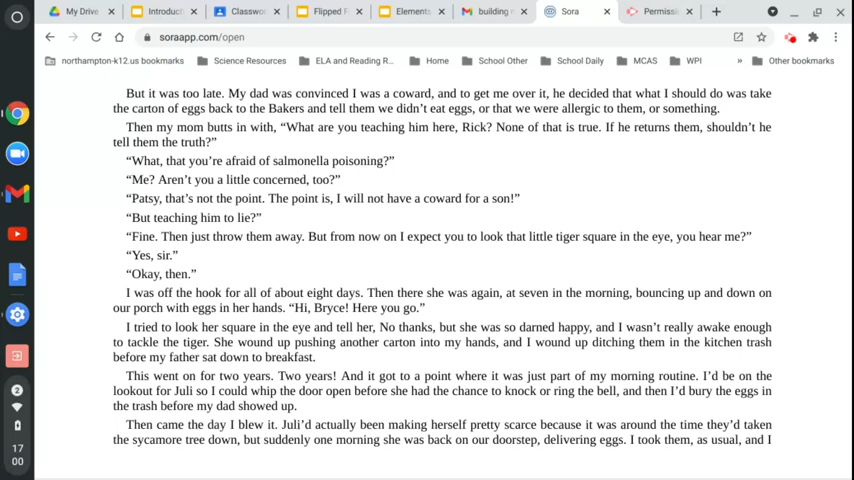 My Drive
Introduct
Classwor
Flipped F
Elements
building n
Sora
Permissi
soraapp.com/open
northampton-k12.us bookmarks
Science Resources
ELA and Reading R...
Home
School Other
School Daily
MCAS
WPI
»
Other bookmarks
But it was too late. My dad was convinced I was a coward, and to get me over it, he decided that what I should do was take
the carton of eggs back to the Bakers and tell them we didn't eat eggs, or that we were allergic to them, or something.
Then my mom butts in with, “What are you teaching him here, Rick? None of that is true. If he returns them, shouldn't he
tell them the truth?”
“What, that you're afraid of salmonella poisoning?”
“Me? Aren't you a little concerned, too?”
“Patsy, that's not the point. The point is, I will not have a coward for a son!”
“But teaching him to lie?”
“Fine. Then just throw them away. But from now on I expect you to look that little tiger square in the eye, you hear me?”
“Yes, sir.”
“Okay, then.”
I was off the hook for all of about eight days. Then there she was again, at seven in the morning, bouncing up and down on
our porch with eggs in her hands. “Hi, Bryce! Here you go.”
I tried to look her square in the eye and tell her, No thanks, but she was so darned happy, and I wasn't really awake enough
to tackle the tiger. She wound up pushing another carton into my hands, and I wound up ditching them in the kitchen trash
before my father sat down to breakfast.
This went on for two years. Two years! And it got to a point where it was just part of my morning routine. I'd be on the
lookout for Juli so I could whip the door open before she had the chance to knock or ring the bell, and then I'd bury the eggs in
the trash before my dad showed up.
Then came the day I blew it. Juli'd actually been making herself pretty scarce because it was around the time they'd taken
the sycamore tree down, but suddenly one morning she was back on our doorstep, delivering eggs. I took them, as usual, and I
2
17
00